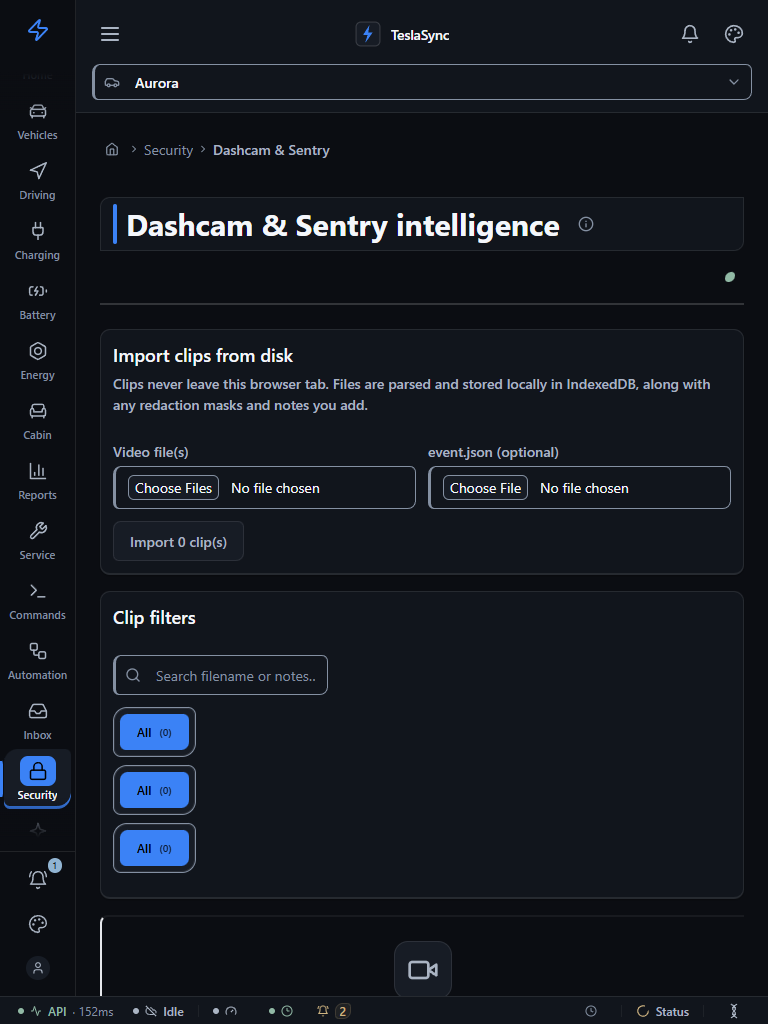 TeslaSync
Aurora
Security
Dashcam & Sentry
Dashcam & Sentry intelligence
Import clips from disk
Clips never leave this browser tab. Files are parsed and stored locally in IndexedDB, along with
any redaction masks and notes you add.
Video file(s)
event.json (optional)
Choose Files No file chosen
Choose File No file chosen
Import 0 clip(s)
Clip filters
Search filename or notes..
All (0)
All (0)
All (0)
Home
Vehicles
Driving
Charging
Battery
Energy
Cabin
Reports
Service
Commands
Automation
Inbox
Security
1
API · 152ms
Idle
2
Status